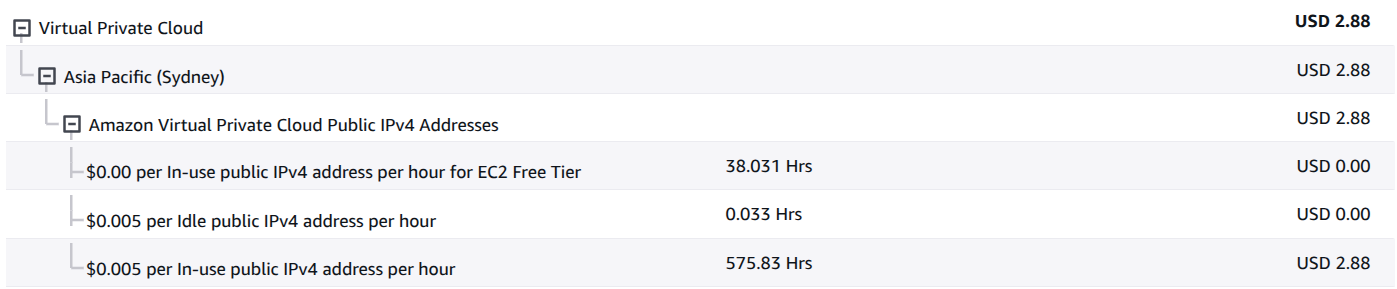 Virtual Private Cloud USD 2.88
Asia Pacific (Sydney) USD 2.88
Amazon Virtual Private Cloud Public IPv4 Addresses USD 2.88
$0.00 per In-use public IPv4 address per hour for EC2 Free Tier 38.031 Hrs USD 0.00
$0.005 per Idle public IPv4 address per hour 0.033 Hrs USD 0.00
$0.005 per In-use public IPv4 address per hour 575.83 Hrs USD 2.88